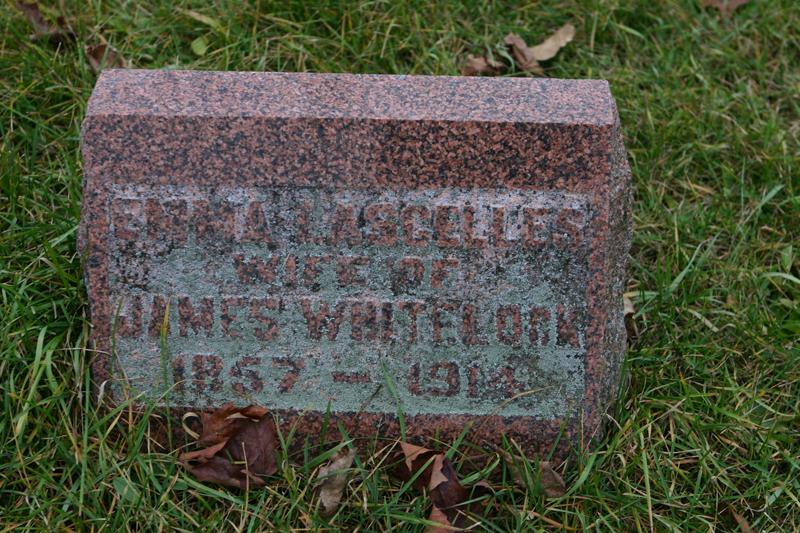 EMMA LASCELLES
WIFE OF
JAMES WHITELOCK
1857 - 1914